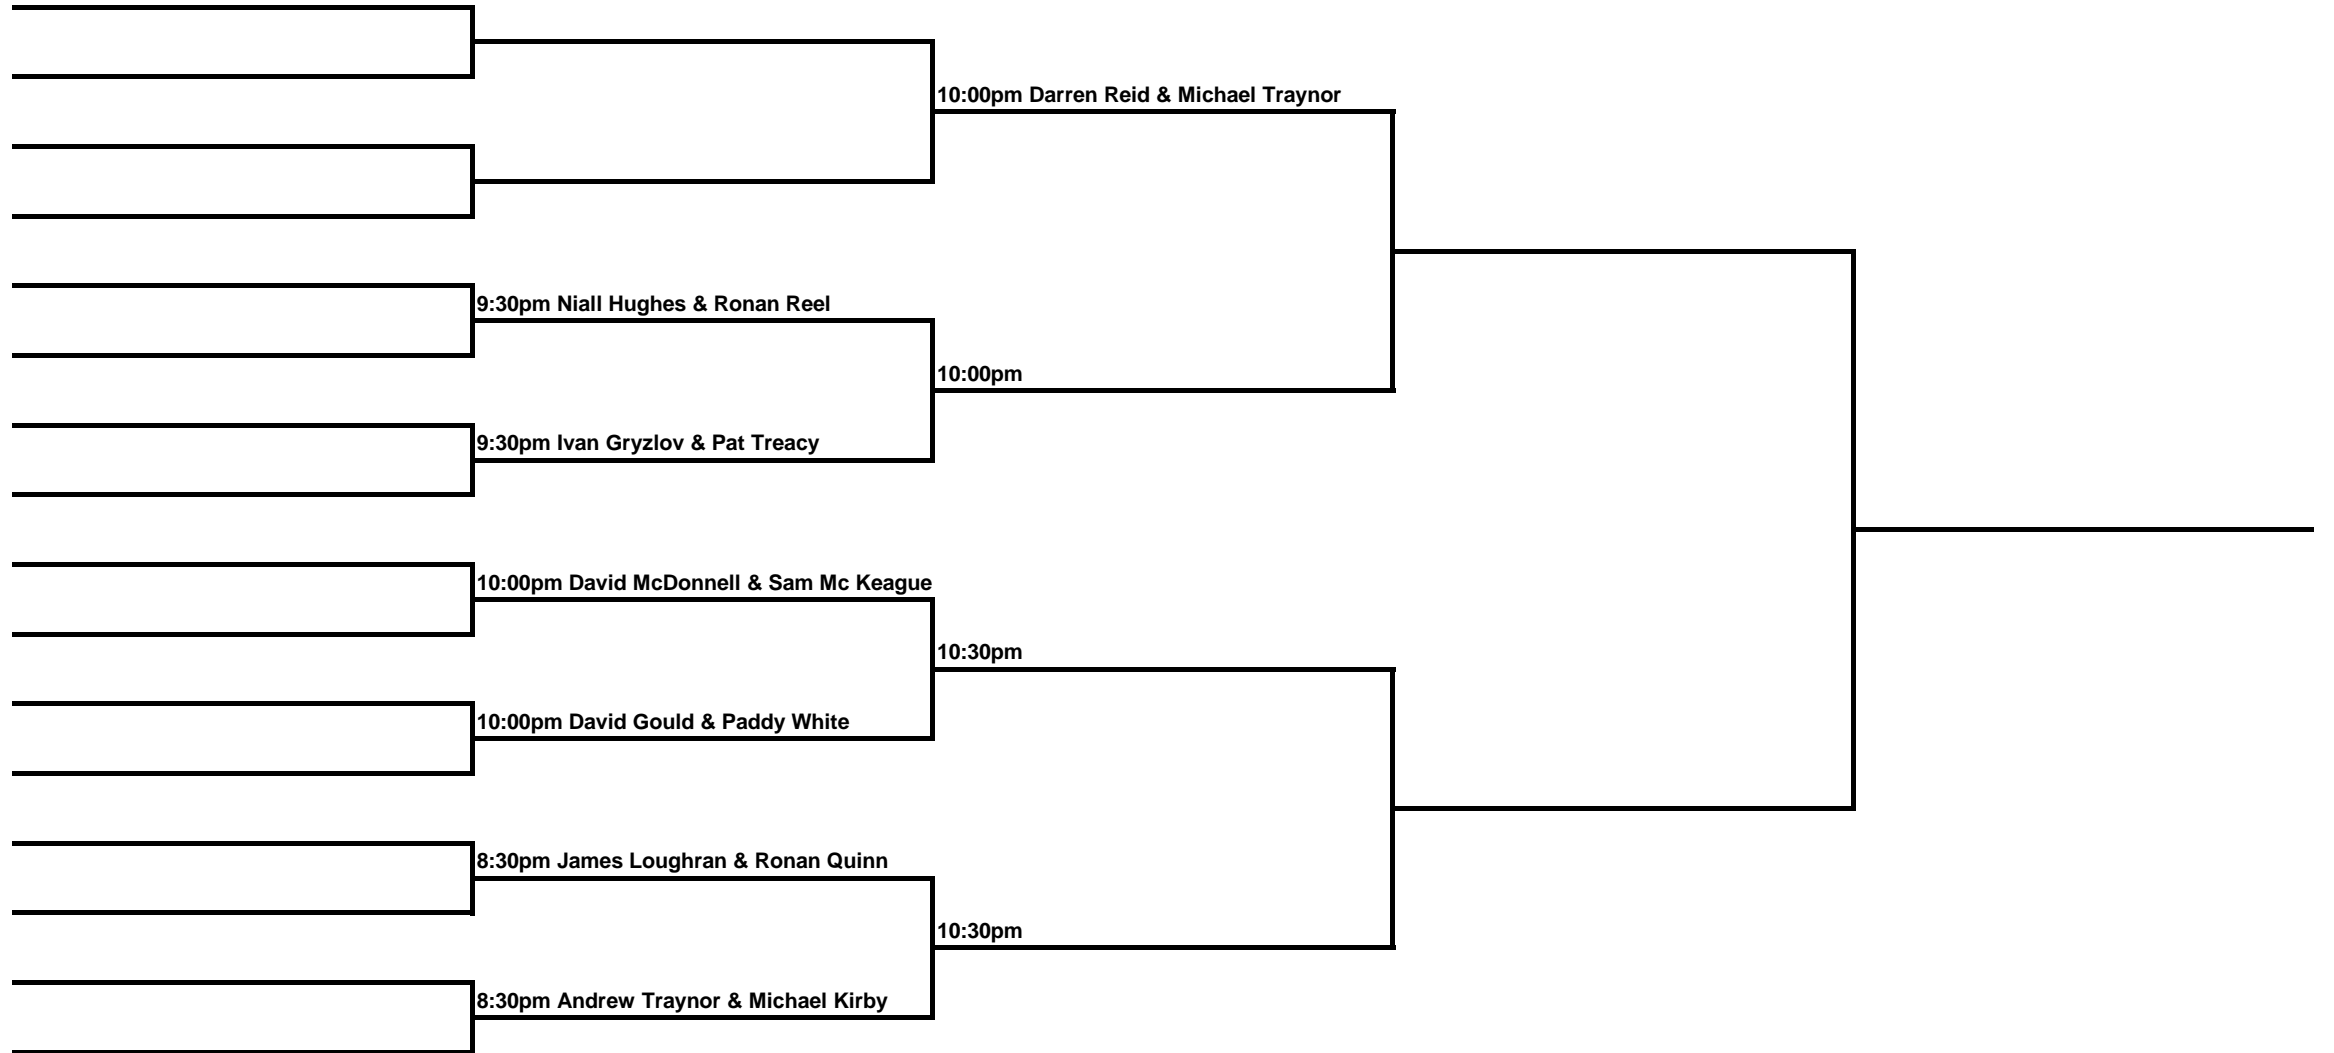 10:00pm Darren Reid & Michael Traynor
9:30pm Niall Hughes & Ronan Reel
10:00pm
9:30pm Ivan Gryzlov & Pat Treacy
10:00pm David McDonnell & Sam Mc Keague
10:30pm
10:00pm David Gould & Paddy White
8:30pm James Loughran & Ronan Quinn
10:30pm
8:30pm Andrew Traynor & Michael Kirby